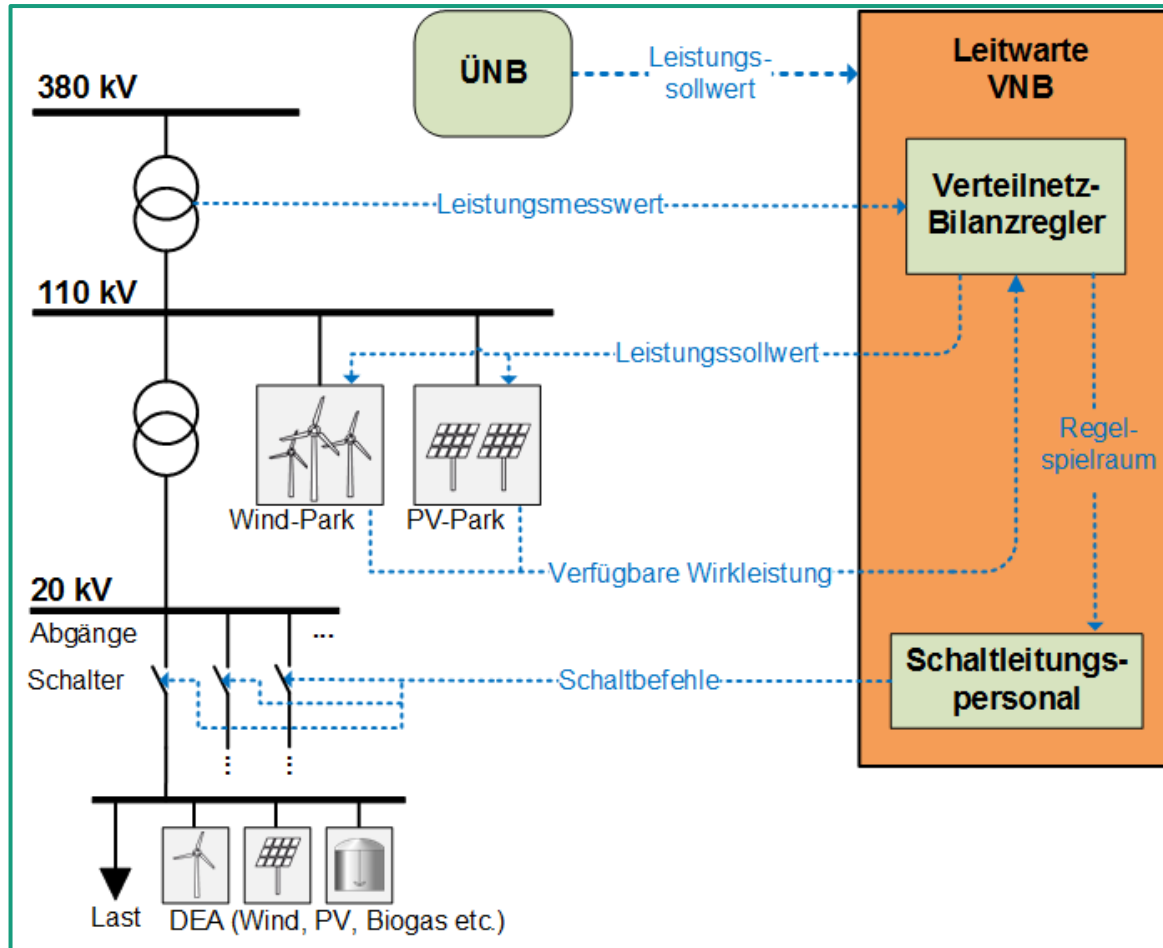 ÜNB
Leistungs-
sollwert
Leitwarte
VNB
380 kV
Verteilnetz-
Bilanzregler
Leistungsmesswert
110 kV
Leistungssollwert
Regel-
spielraum
Wind-Park
PV-Park
Verfügbare Wirkleistung
20 kV
Abgänge
...
Schalter
Schaltbefehle
Schaltleitungs-
personal
Last
DEA (Wind, PV, Biogas etc.)